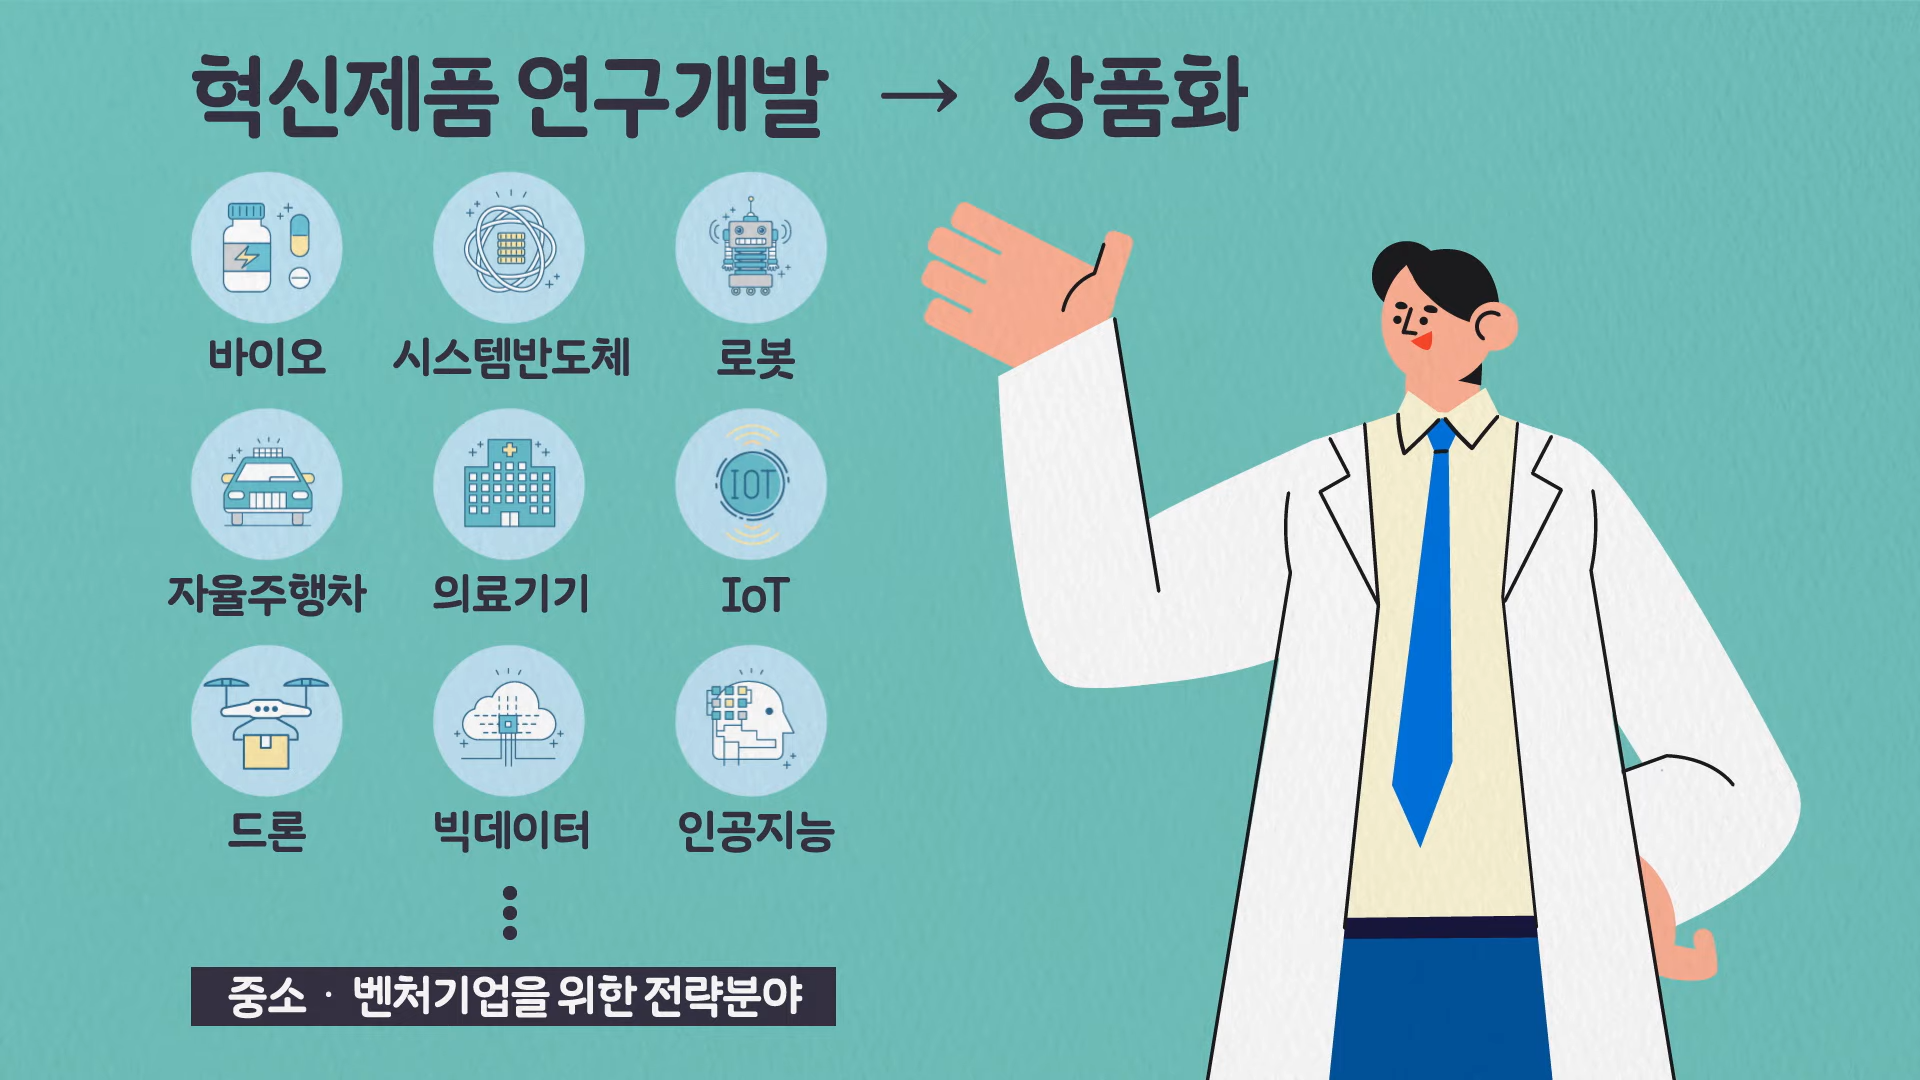 혁신제품 연구개발 → 상품화
바이오 시스템반도체 로봇
IOT
자율주행차 의료기기 IoT
드론 빅데이터 인공지능
중소 · 벤처기업을 위한 전략분야